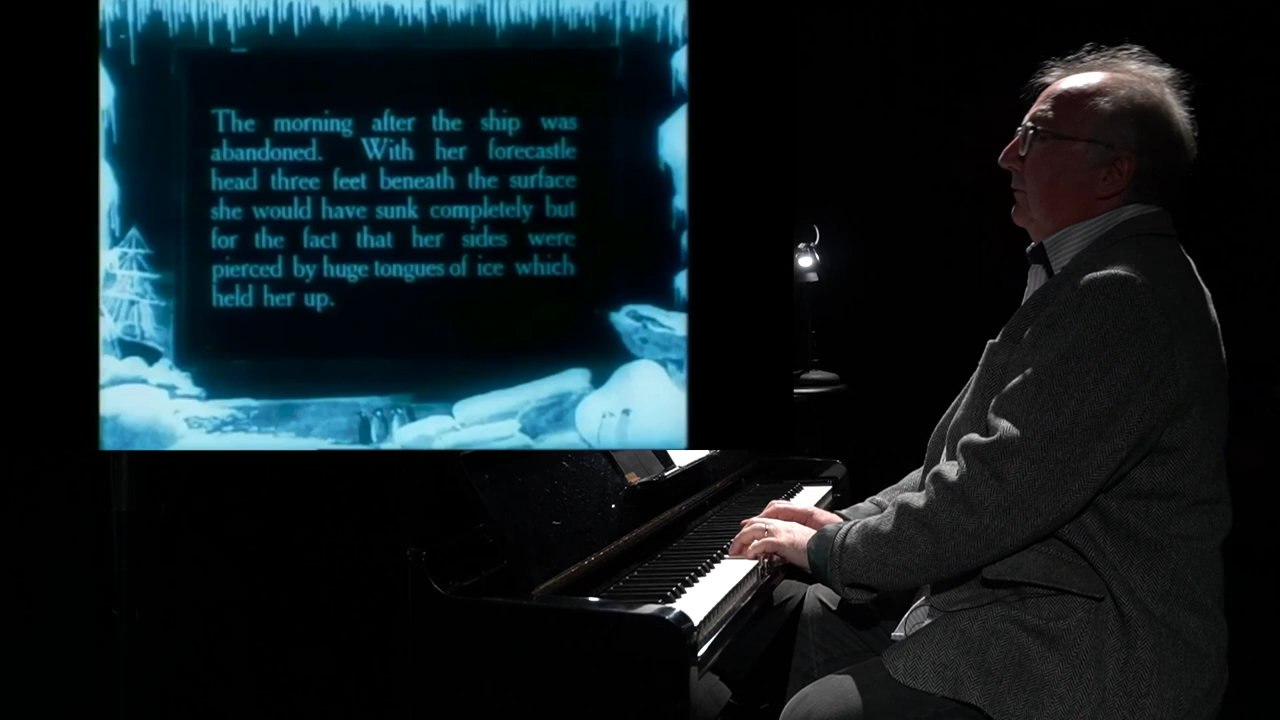 The morning after the ship was
abandoned. With her forecastle
head three feet beneath the surface
she would have sunk completely but
for the fact that her sides were
pierced by huge tongues of ice which
held her up.